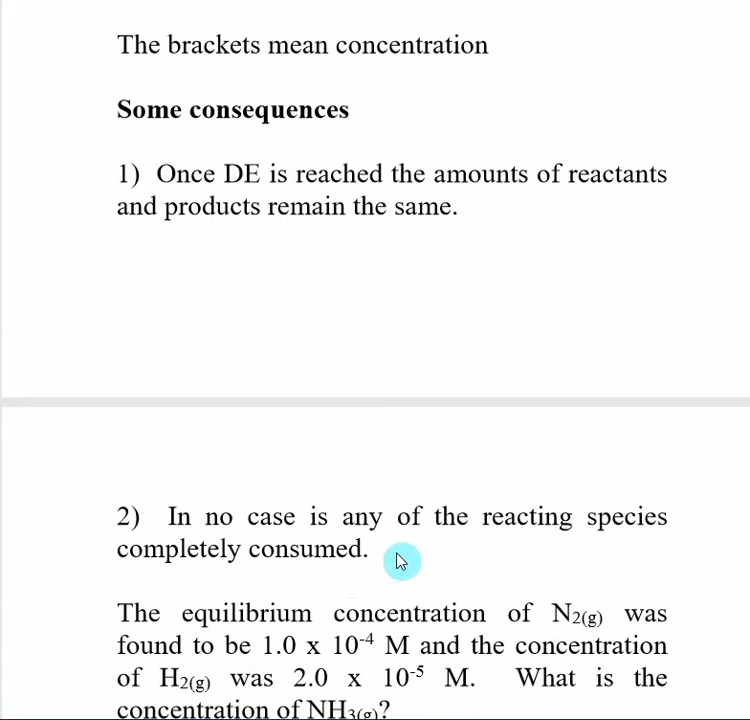 The brackets mean concentration
Some consequences
1) Once DE is reached the amounts of reactants
and products remain the same.
2) In no case is any of the reacting species
completely consumed.
The equilibrium concentration of N₂₍g₎ was
found to be 1.0 x 10⁻⁴ M and the concentration
of H₂₍g₎ was 2.0 x 10⁻⁵ M. What is the
concentration of NH₃₍g₎?